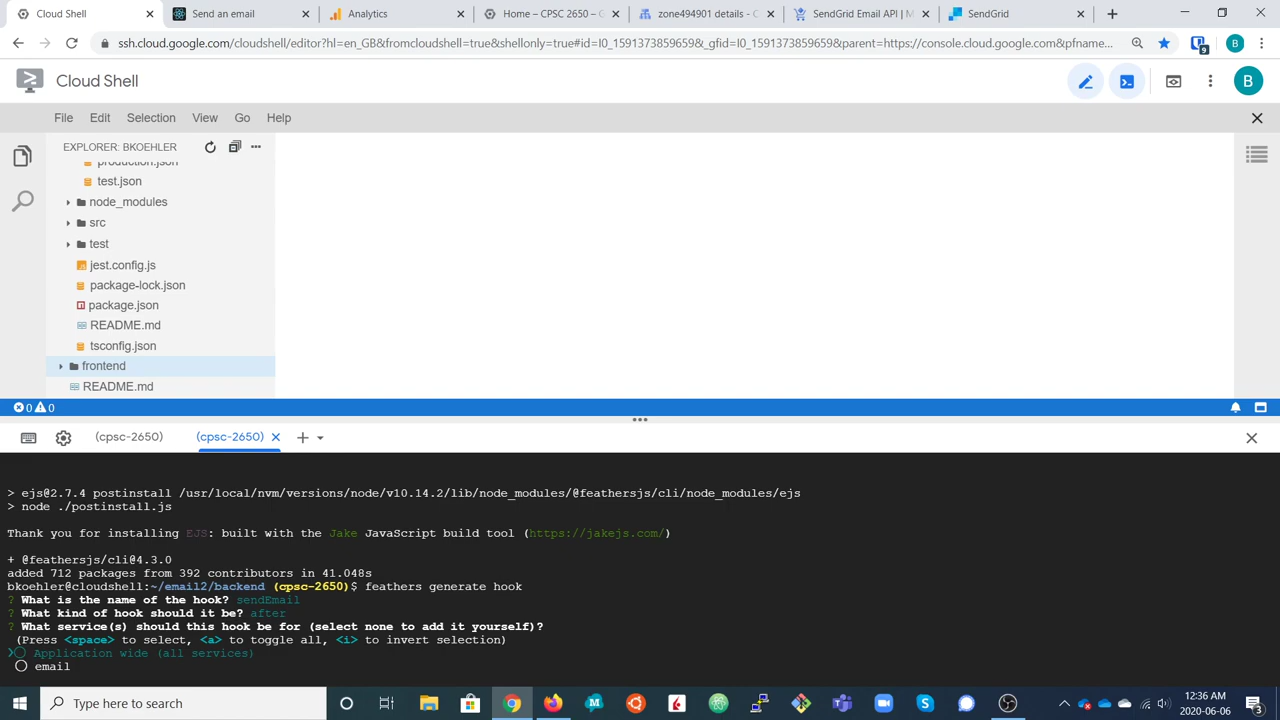 Cloud Shell
Send an email
Analytics
Home – CPSC 2650 – G
zone494901 details - C
SendGrid Email API | M
SendGrid
ssh.cloud.google.com/cloudshell/editor?hl=en_GB&fromcloudshell=true&shellonly=true#id=I0_1591373859659&_gfid=I0_1591373859659&parent=https://console.cloud.google.com&pfname...
9
B
Cloud Shell
B
File Edit Selection View Go Help
EXPLORER: BKOEHLER
production.json
test.json
node_modules
src
test
jest.config.js
package-lock.json
package.json
README.md
tsconfig.json
frontend
README.md
0 0
(cpsc-2650) (cpsc-2650)
> ejs@2.7.4 postinstall /usr/local/nvm/versions/node/v10.14.2/lib/node_modules/@feathersjs/cli/node_modules/ejs
> node ./postinstall.js
Thank you for installing EJS: built with the Jake JavaScript build tool (https://jakejs.com/)
+ @feathersjs/cli@4.3.0
added 712 packages from 392 contributors in 41.048s
bkoehler@cloudshell:~/email2/backend (cpsc-2650)$ feathers generate hook
? What is the name of the hook? sendEmail
? What kind of hook should it be? after
? What service(s) should this hook be for (select none to add it yourself)?
(Press <space> to select, <a> to toggle all, <i> to invert selection)
❯◯ Application wide (all services)
◯ email
Type here to search
12:36 AM
2020-06-06
3